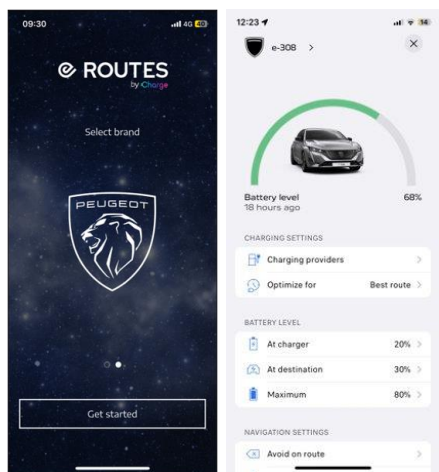 09:30
4G 40
ROUTES
by Charge
Select brand
PEUGEOT
Get started
12:23
14
e-308
Battery level
68%
18 hours ago
CHARGING SETTINGS
Charging providers
Optimize for
Best route
BATTERY LEVEL
At charger
20%
At destination
30%
Maximum
80%
NAVIGATION SETTINGS
Avoid on route